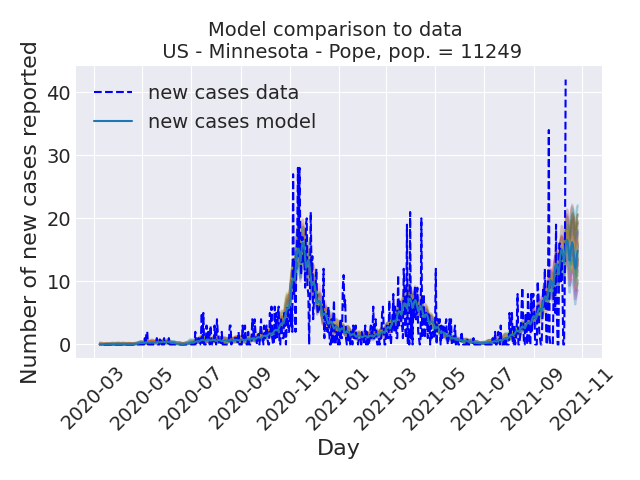 Model comparison to data
US - Minnesota - Pope, pop. = 11249
Number of new cases reported
40
30
20
10
0
new cases data
new cases model
2020-03
2020-05
2020-07
2020-09
2020-11
2021-01
2021-03
2021-05
2021-07
2021-09
2021-11
Day